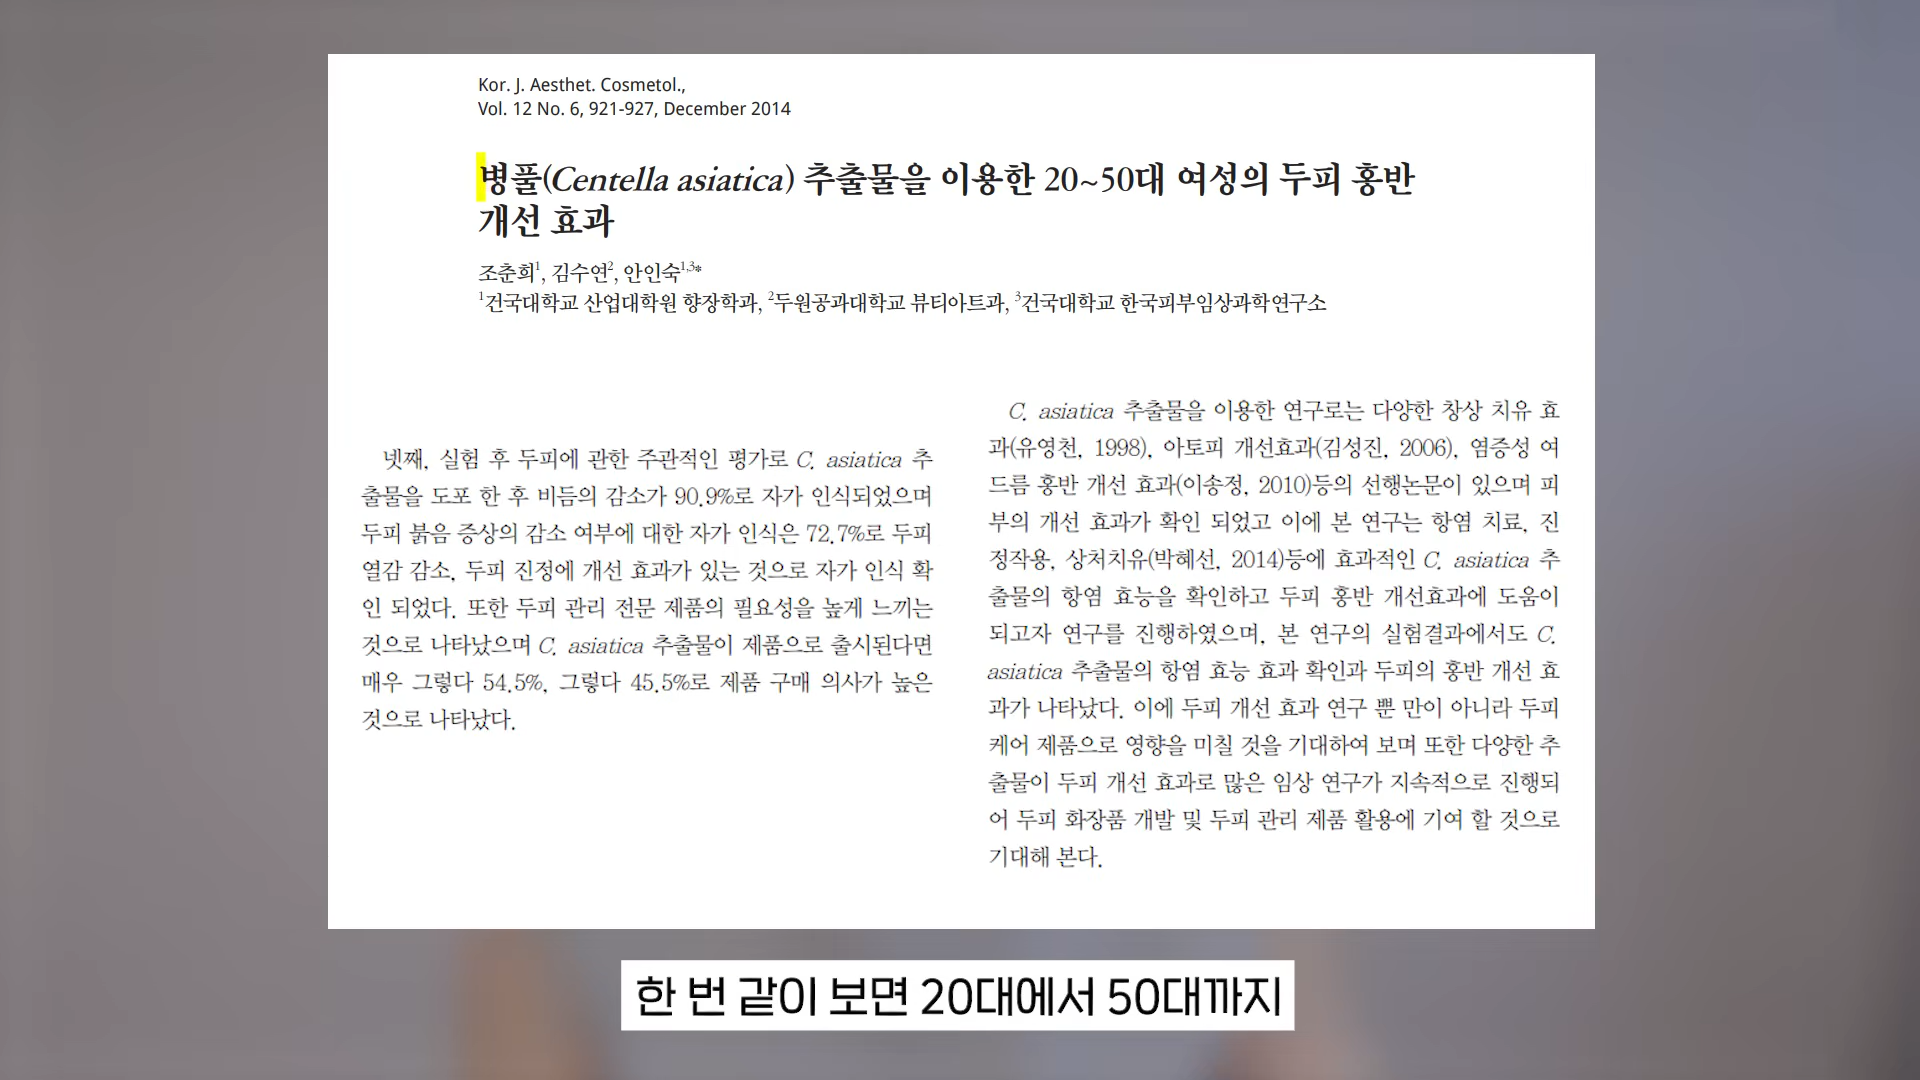 Kor. J. Aesthet. Cosmetol.,
Vol. 12 No. 6, 921-927, December 2014
병풀(Centella asiatica) 추출물을 이용한 20~50대 여성의 두피 홍반
개선 효과
조춘희1, 김수연2, 안인숙1,3*
1건국대학교 산업대학원 향장학과, 2두원공과대학교 뷰티아트과, 3건국대학교 한국피부임상과학연구소
넷째, 실험 후 두피에 관한 주관적인 평가로 C. asiatica 추
출물을 도포 한 후 비듬의 감소가 90.9%로 자가 인식되었으며
두피 붉음 증상의 감소 여부에 대한 자가 인식은 72.7%로 두피
열감 감소, 두피 진정에 개선 효과가 있는 것으로 자가 인식 확
인 되었다. 또한 두피 관리 전문 제품의 필요성을 높게 느끼는
것으로 나타났으며 C. asiatica 추출물이 제품으로 출시된다면
매우 그렇다 54.5%, 그렇다 45.5%로 제품 구매 의사가 높은
것으로 나타났다.
C. asiatica 추출물을 이용한 연구로는 다양한 창상 치유 효
과(유영천, 1998), 아토피 개선효과(김성진, 2006), 염증성 여
드름 홍반 개선 효과(이송정, 2010)등의 선행논문이 있으며 피
부의 개선 효과가 확인 되었고 이에 본 연구는 항염 치료, 진
정작용, 상처치유(박혜선, 2014)등에 효과적인 C. asiatica 추
출물의 항염 효능을 확인하고 두피 홍반 개선효과에 도움이
되고자 연구를 진행하였으며, 본 연구의 실험결과에서도 C.
asiatica 추출물의 항염 효능 효과 확인과 두피의 홍반 개선 효
과가 나타났다. 이에 두피 개선 효과 연구 뿐 만이 아니라 두피
케어 제품으로 영향을 미칠 것을 기대하여 보며 또한 다양한 추
출물이 두피 개선 효과로 많은 임상 연구가 지속적으로 진행되
어 두피 화장품 개발 및 두피 관리 제품 활용에 기여 할 것으로
기대해 본다.
한 번 같이 보면 20대에서 50대까지